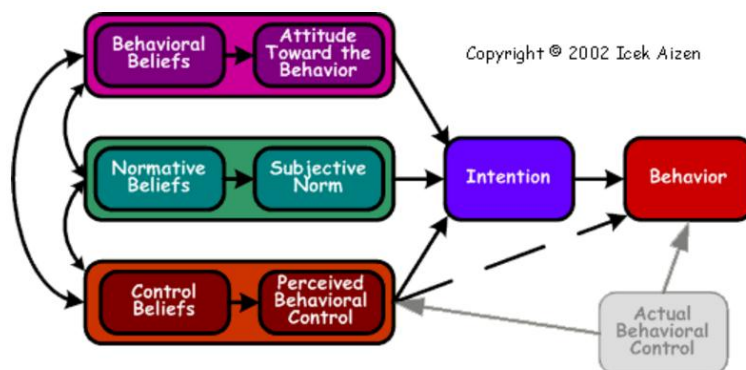 Behavioral
Beliefs
Attitude
Toward the
Behavior
Copyright © 2002 Icek Aizen
Normative
Beliefs
Subjective
Norm
Intention
Behavior
Control
Beliefs
Perceived
Behavioral
Control
Actual
Behavioral
Control